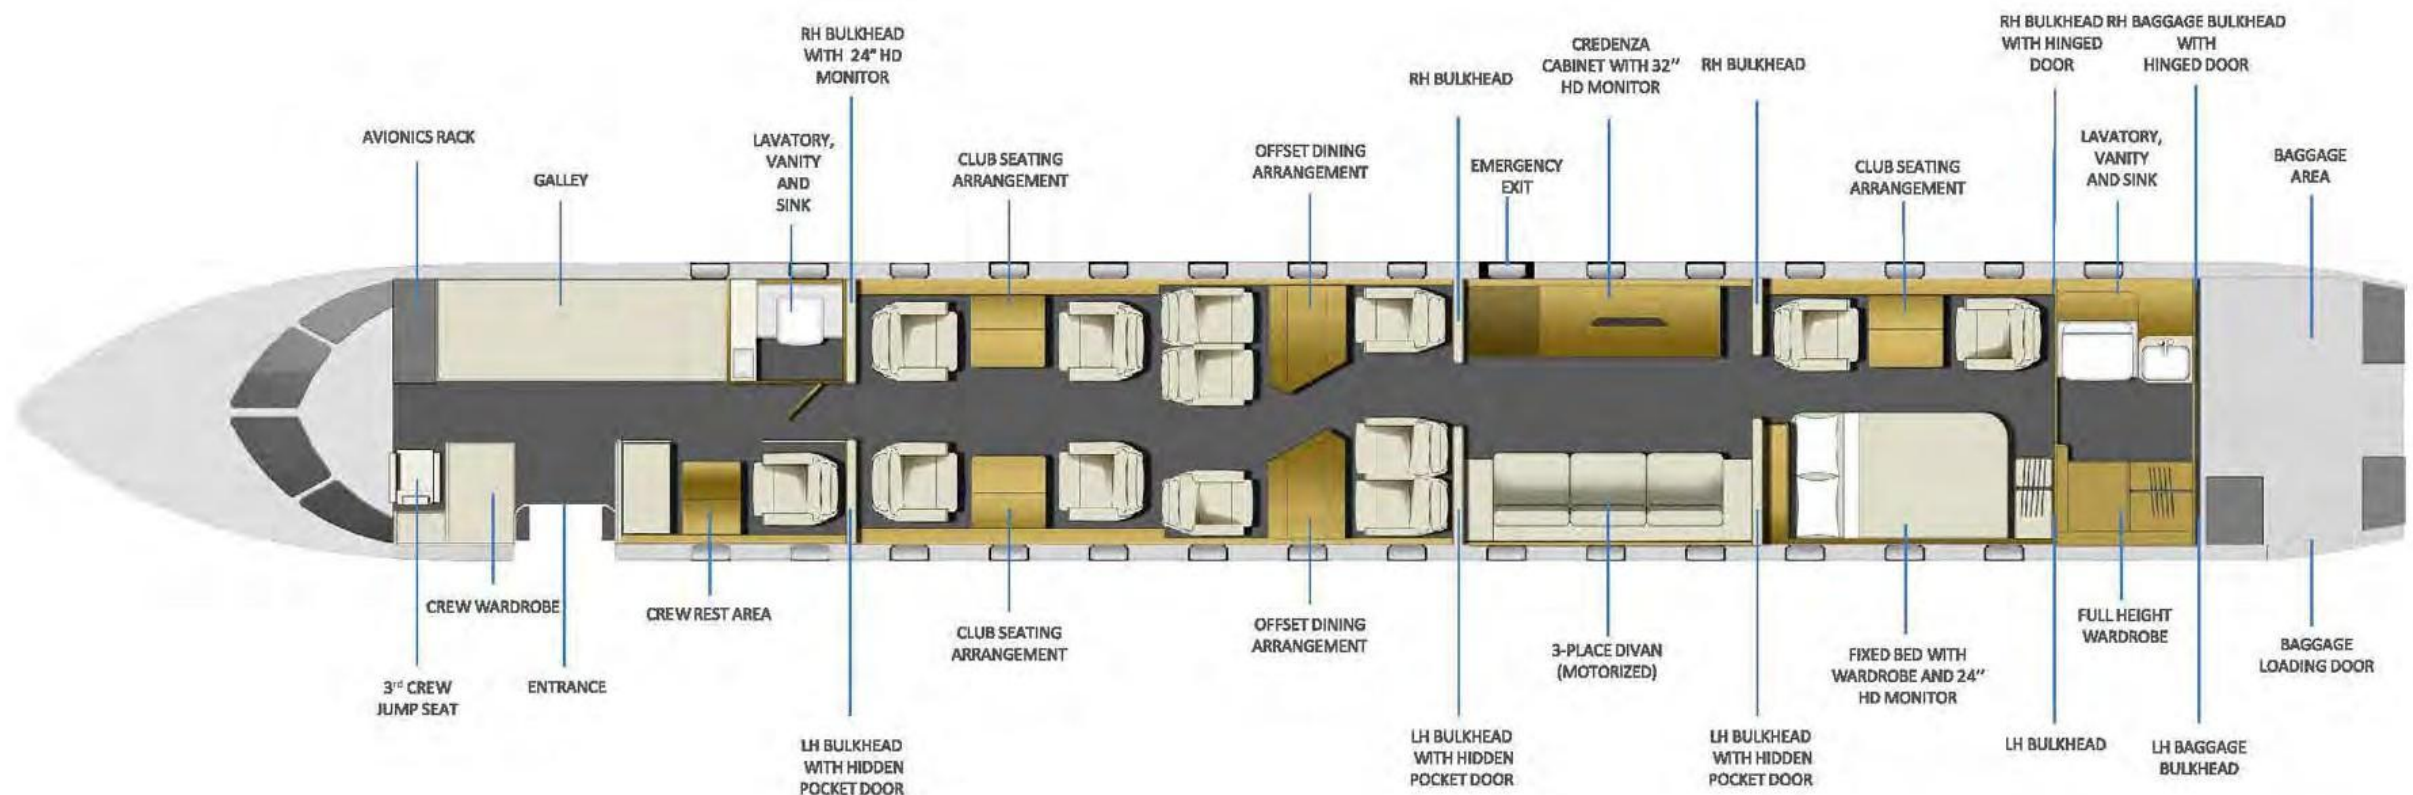 RH BULKHEAD
WITH 24" HD
MONITOR
CREDENZA
CABINET WITH 32"
HD MONITOR
RH BULKHEAD
RH BULKHEAD
RH BULKHEAD
WITH HINGED
DOOR
RH BAGGAGE BULKHEAD
WITH
HINGED DOOR
AVIONICS RACK
GALLEY
LAVATORY,
VANITY
AND
SINK
CLUB SEATING
ARRANGEMENT
OFFSET DINING
ARRANGEMENT
EMERGENCY
EXIT
CLUB SEATING
ARRANGEMENT
LAVATORY,
VANITY
AND SINK
BAGGAGE
AREA
CREW WARDROBE
CREW REST AREA
CLUB SEATING
ARRANGEMENT
OFFSET DINING
ARRANGEMENT
3-PLACE DIVAN
(MOTORIZED)
FIXED BED WITH
WARDROBE AND 24"
HD MONITOR
FULL HEIGHT
WARDROBE
BAGGAGE
LOADING DOOR
3rd CREW
JUMP SEAT
ENTRANCE
LH BULKHEAD
WITH HIDDEN
POCKET DOOR
LH BULKHEAD
WITH HIDDEN
POCKET DOOR
LH BULKHEAD
WITH HIDDEN
POCKET DOOR
LH BULKHEAD
LH BAGGAGE
BULKHEAD